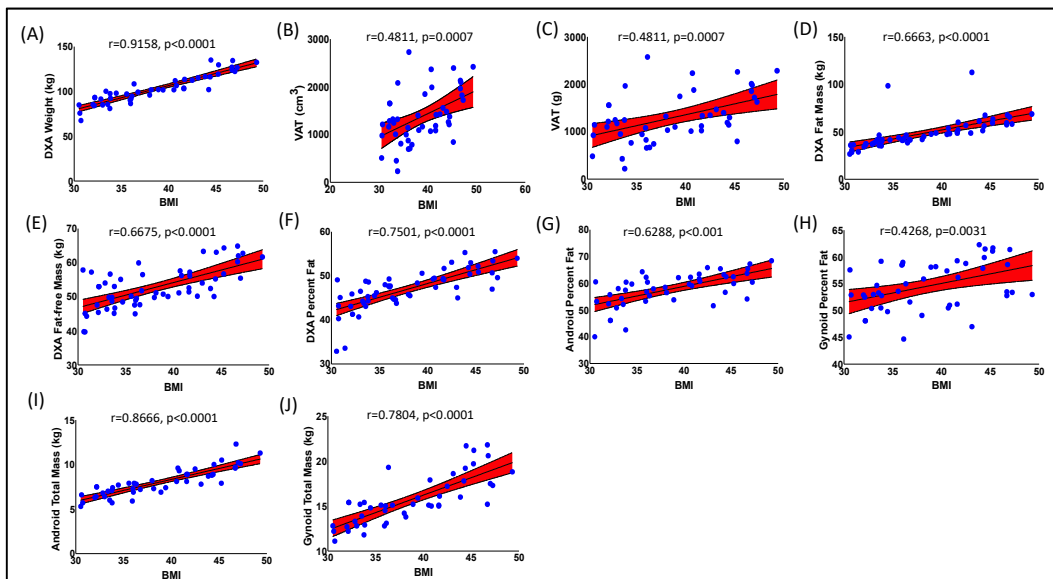 (A)
r=0.9158, p<0.0001
DXA Weight (kg)
150
100
50
0
30 35 40 45 50
BMI
(B)
r=0.4811, p=0.0007
VAT (cm3)
3000
2000
1000
0
20 30 40 50 60
BMI
(C)
r=0.4811, p=0.0007
VAT (g)
3000
2000
1000
0
30 35 40 45 50
BMI
(D)
r=0.6663, p<0.0001
DXA Fat Mass (kg)
150
100
50
0
30 35 40 45 50
BMI
(E)
r=0.6675, p<0.0001
DXA Fat-free Mass (kg)
70
60
50
40
30
30 35 40 45 50
BMI
(F)
r=0.7501, p<0.0001
DXA Percent Fat
60
50
40
30
30 35 40 45 50
BMI
(G)
r=0.6288, p<0.001
Android Percent Fat
80
70
60
50
40
30
30 35 40 45 50
BMI
(H)
r=0.4268, p=0.0031
Gynoid Percent Fat
65
60
55
50
45
40
30 35 40 45 50
BMI
(I)
r=0.8666, p<0.0001
Android Total Mass (kg)
15
10
5
0
30 35 40 45 50
BMI
(J)
r=0.7804, p<0.0001
Gynoid Total Mass (kg)
25
20
15
10
30 35 40 45 50
BMI